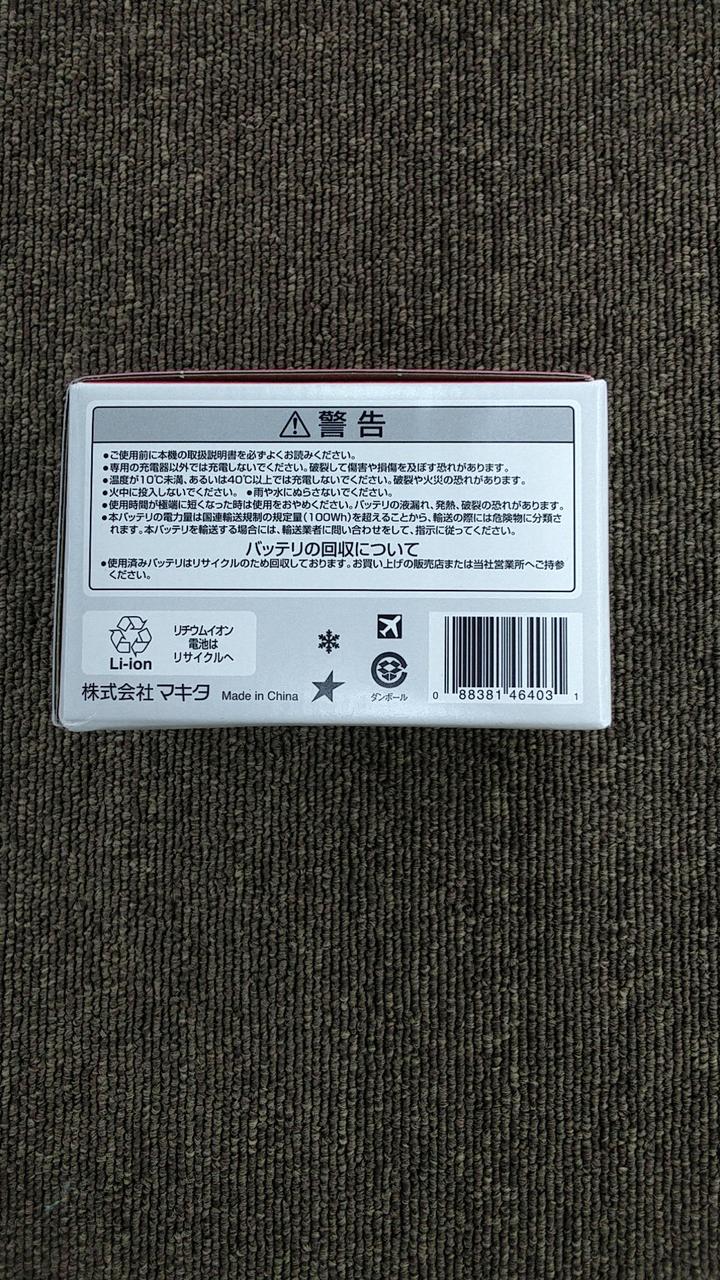 警告
●ご使用前に本機の取扱説明書を必ずよくお読みください。
●専用の充電器以外では充電しないでください。破裂して傷害や損傷を及ぼす恐れがあります。
●温度が10℃未満、あるいは40℃以上では充電しないでください。破裂や火災の恐れがあります。
●火中に投入しないでください。 ●雨や水にぬらさないでください。
●使用時間が極端に短くなった時は使用をおやめください。バッテリの液漏れ、発熱、破裂の恐れがあります。
●本バッテリの電力量は国連輸送規制の規定量(100Wh)を超えることから、輸送の際には危険物に分類さ
れます。本バッテリを輸送する場合には、輸送業者に問い合わせをして、指示に従ってください。
バッテリの回収について
●使用済みバッテリはリサイクルのため回収しております。お買い上げの販売店または当社営業所へご持参
ください。
Li-ion
リチウムイオン
電池は
リサイクルへ
株式会社マキタ Made in China
ダンボール
0 88381 46403 1